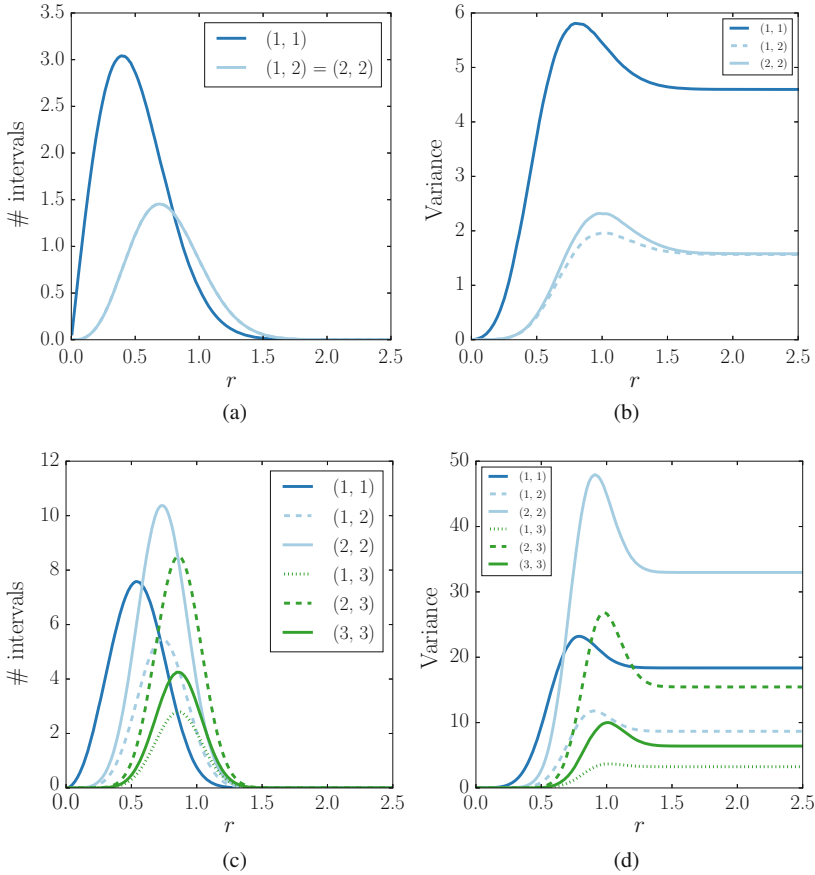 3.5
3.0
2.5
2.0
1.5
1.0
0.5
0.0
# intervals
(1, 1)
(1, 2) = (2, 2)
0.0 0.5 1.0 1.5 2.0 2.5
r
(a)
6
5
4
3
2
1
0
Variance
(1, 1)
(1, 2)
(2, 2)
0.0 0.5 1.0 1.5 2.0 2.5
r
(b)
12
10
8
6
4
2
0
# intervals
(1, 1)
(1, 2)
(2, 2)
(1, 3)
(2, 3)
(3, 3)
0.0 0.5 1.0 1.5 2.0 2.5
r
(c)
50
40
30
20
10
0
Variance
(1, 1)
(1, 2)
(2, 2)
(1, 3)
(2, 3)
(3, 3)
0.0 0.5 1.0 1.5 2.0 2.5
r
(d)